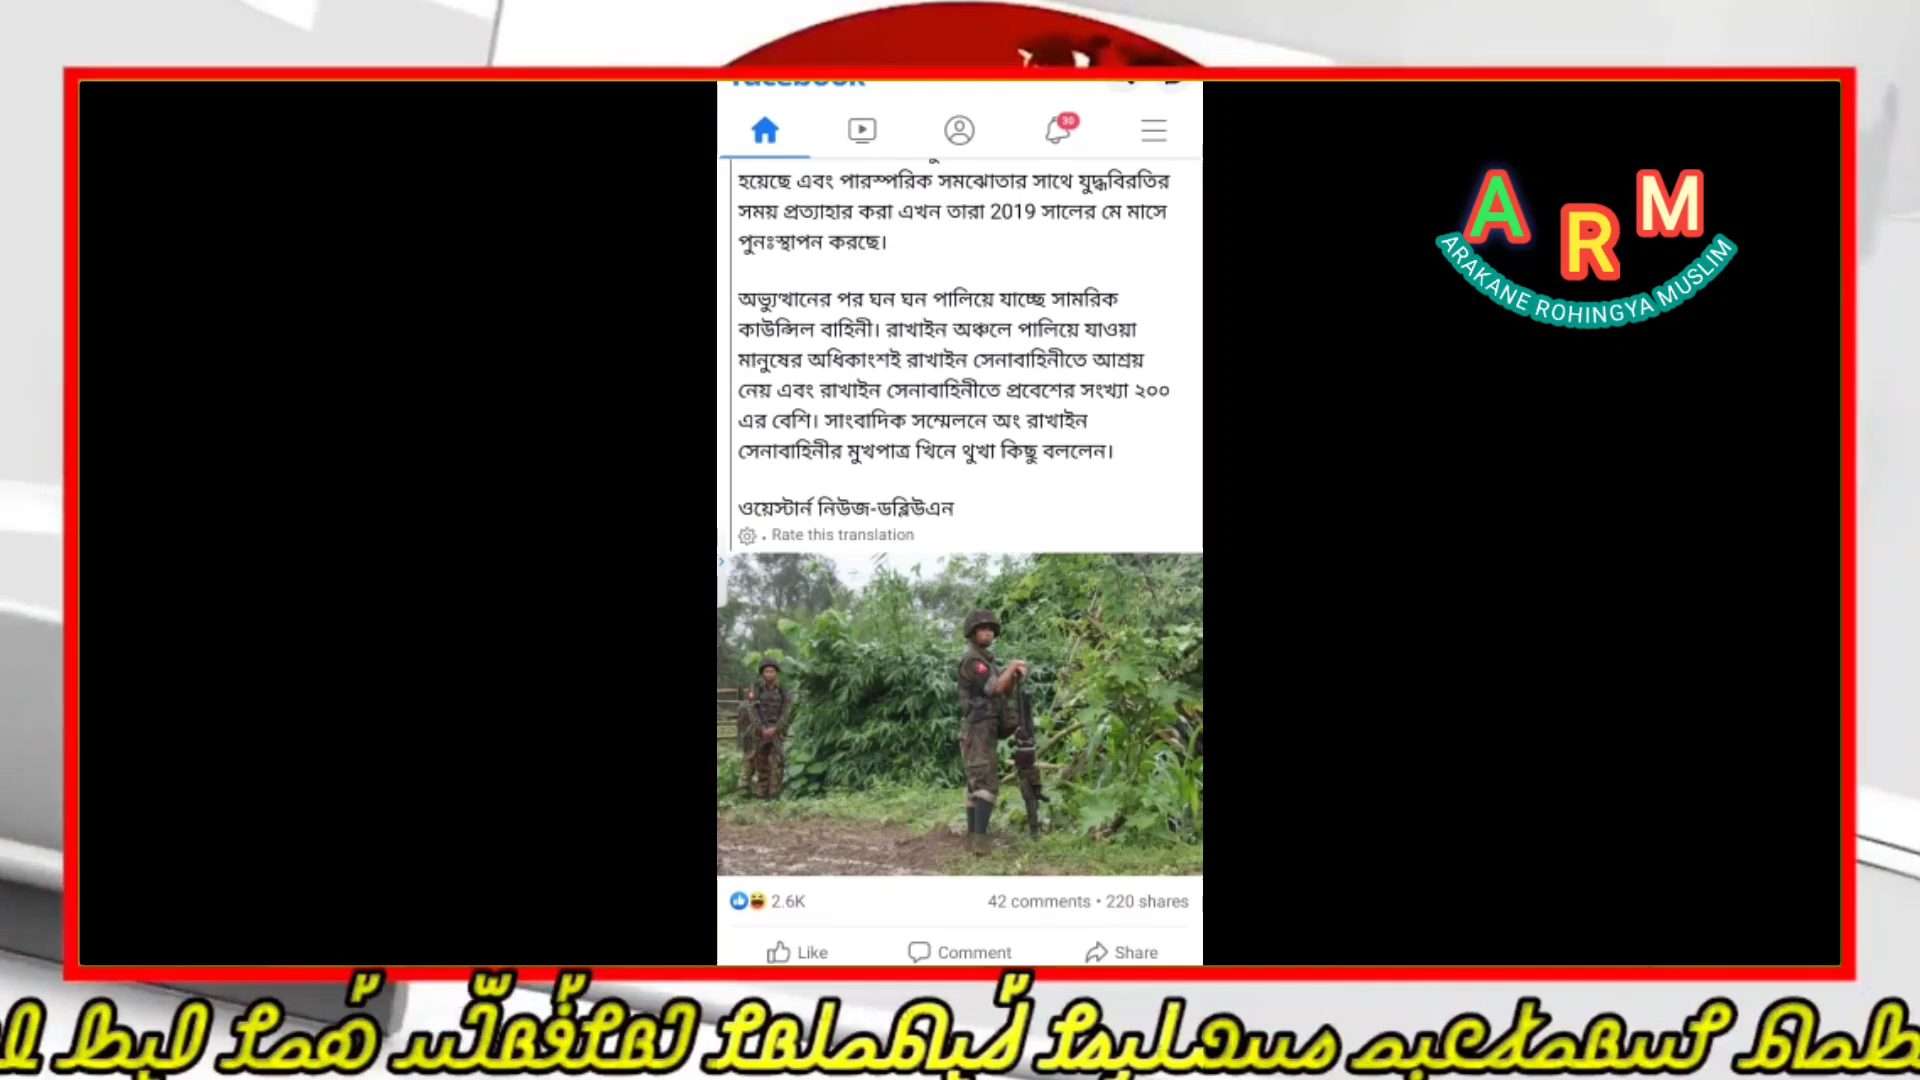 facebook
30
হয়েছে এবং পারস্পরিক সমঝোতার সাথে যুদ্ধবিরতির
সময় প্রত্যাহার করা এখন তারা 2019 সালের মে মাসে
পুনঃস্থাপন করছে।
অভ্যুত্থানের পর ঘন ঘন পালিয়ে যাচ্ছে সামরিক
কাউন্সিল বাহিনী। রাখাইন অঞ্চলে পালিয়ে যাওয়া
মানুষের অধিকাংশই রাখাইন সেনাবাহিনীতে আশ্রয়
নেয় এবং রাখাইন সেনাবাহিনীতে প্রবেশের সংখ্যা ২০০
এর বেশি। সাংবাদিক সম্মেলনে অং রাখাইন
সেনাবাহিনীর মুখপাত্র খিনে থুখা কিছু বললেন।
ওয়েস্টার্ন নিউজ-ডব্লিউএন
. Rate this translation
2.6K
42 comments • 220 shares
Like
Comment
Share
A R M
ARAKANE ROHINGYA MUSLIM